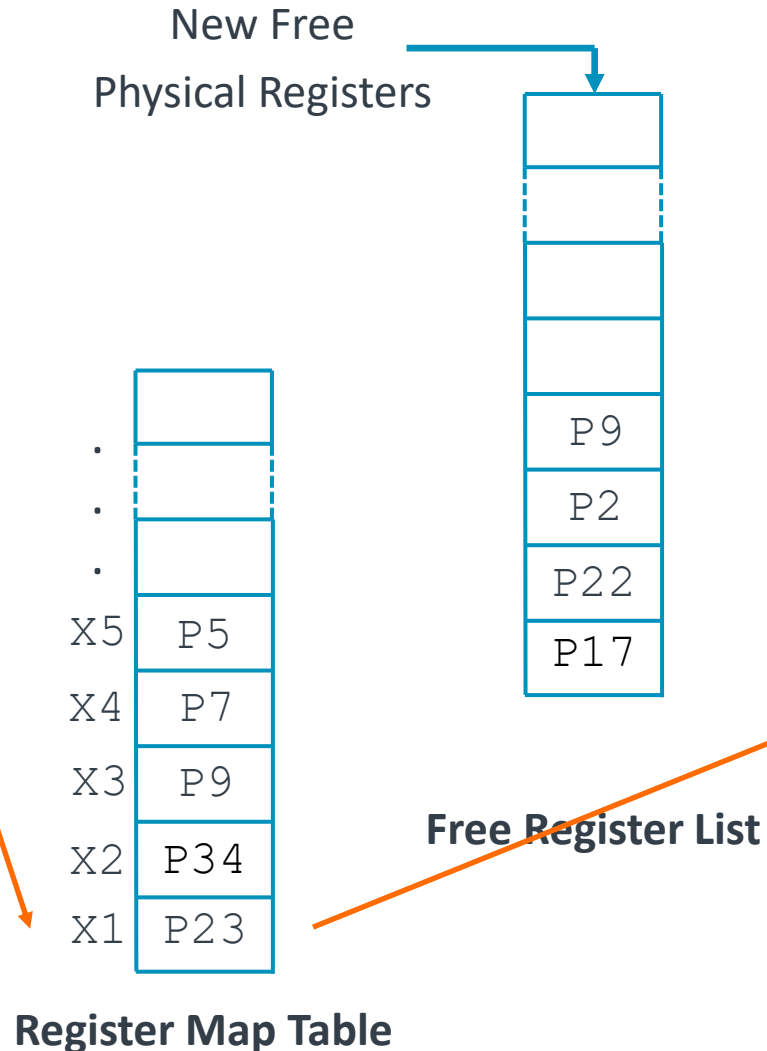 New Free
Physical Registers
P9
P2
P22
P17
.
.
.
X5 P5
X4 P7
X3 P9
X2 P34
X1 P23
Free Register List
Register Map Table